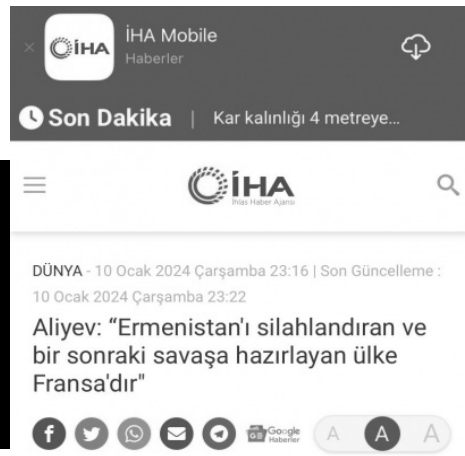 İHA
İHA Mobile
Haberler
Son Dakika | Kar kalınlığı 4 metreye...
İHA
İhlas Haber Ajansı
DÜNYA - 10 Ocak 2024 Çarşamba 23:16 | Son Güncelleme :
10 Ocak 2024 Çarşamba 23:22
Aliyev: “Ermenistan'ı silahlandıran ve
bir sonraki savaşa hazırlayan ülke
Fransa'dır"
Google
Haberler
A A A